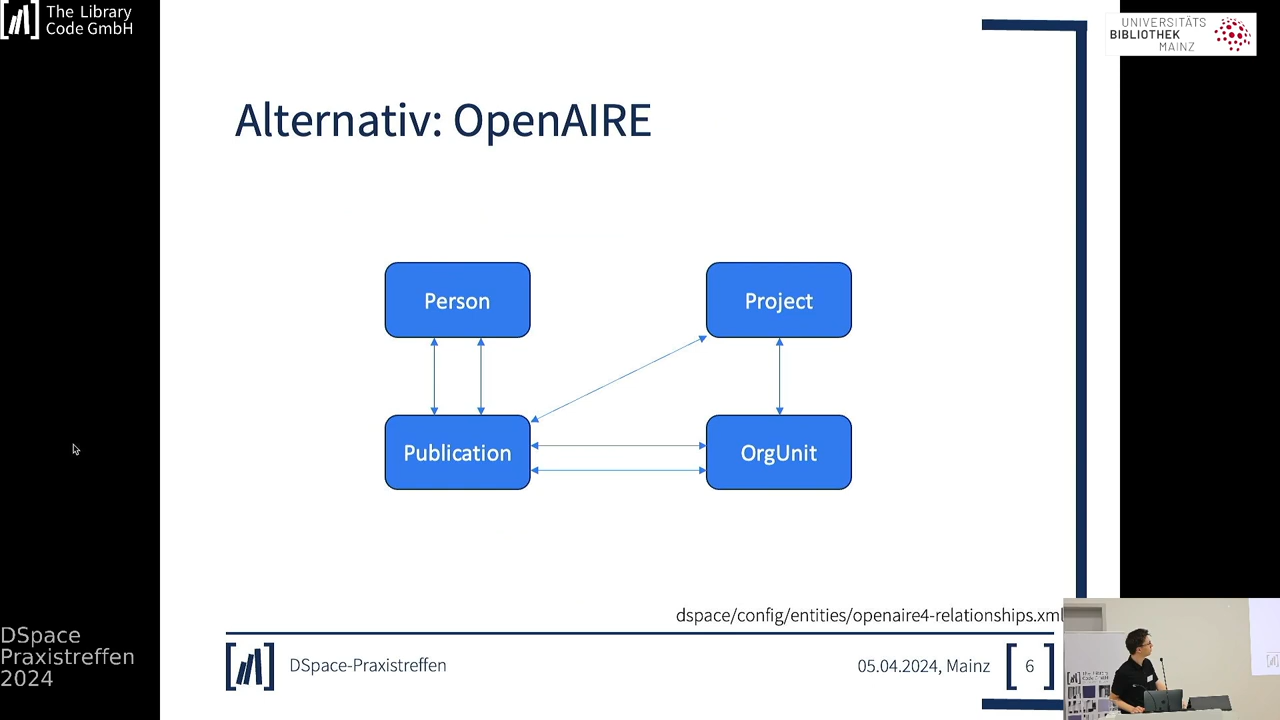 The Library
Code GmbH
UNIVERSITÄTS
BIBLIOTHEK
MAINZ
Alternativ: OpenAIRE
Person
Project
Publication
OrgUnit
dspace/config/entities/openaire4-relationships.xml
DSpace
Praxistreffen
2024
DSpace-Praxistreffen
05.04.2024, Mainz
6